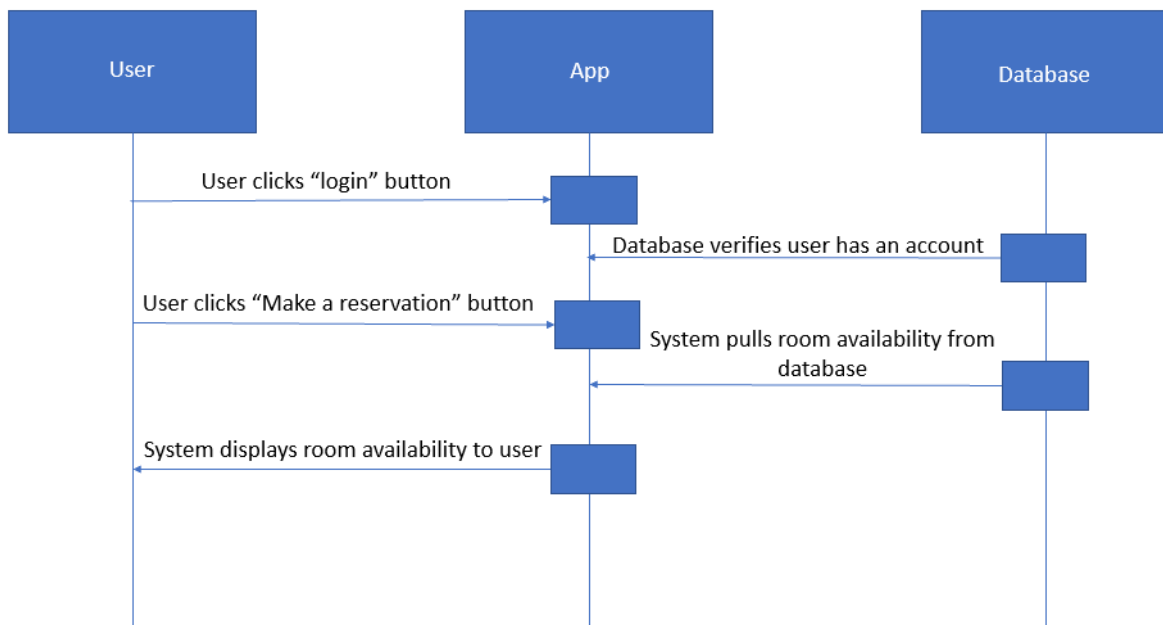 User
App
Database
User clicks “login” button
Database verifies user has an account
User clicks “Make a reservation” button
System pulls room availability from
database
System displays room availability to user